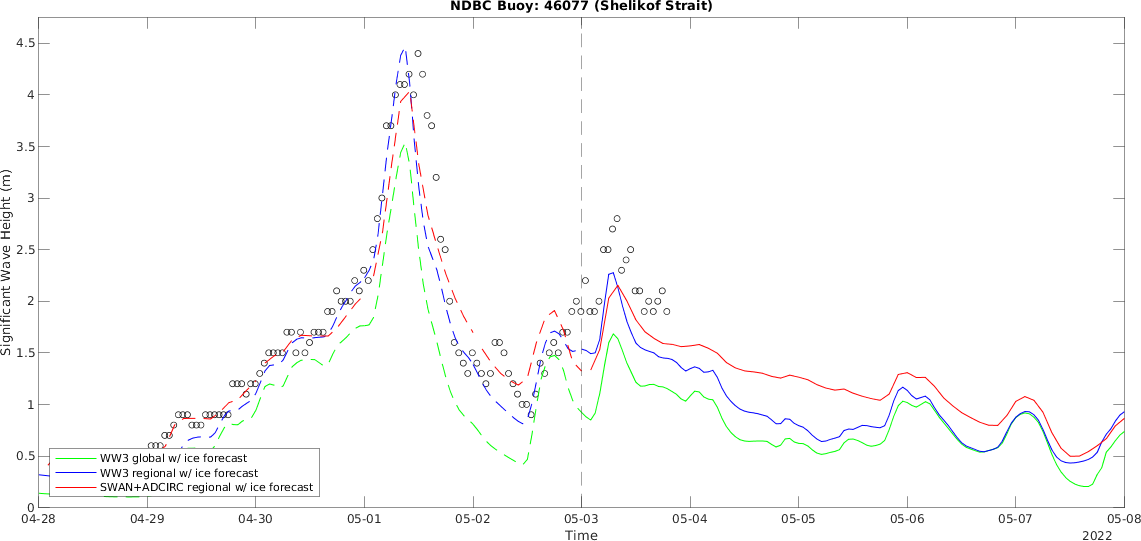 NDBC Buoy: 46077 (Shelikof Strait)
Significant Wave Height (m)
4.5
4
3.5
3
2.5
2
1.5
1
0.5
0
WW3 global w/ ice forecast
WW3 regional w/ ice forecast
SWAN+ADCIRC regional w/ ice forecast
04-28 04-29 04-30 05-01 05-02 05-03 05-04 05-05 05-06 05-07 05-08
Time
2022